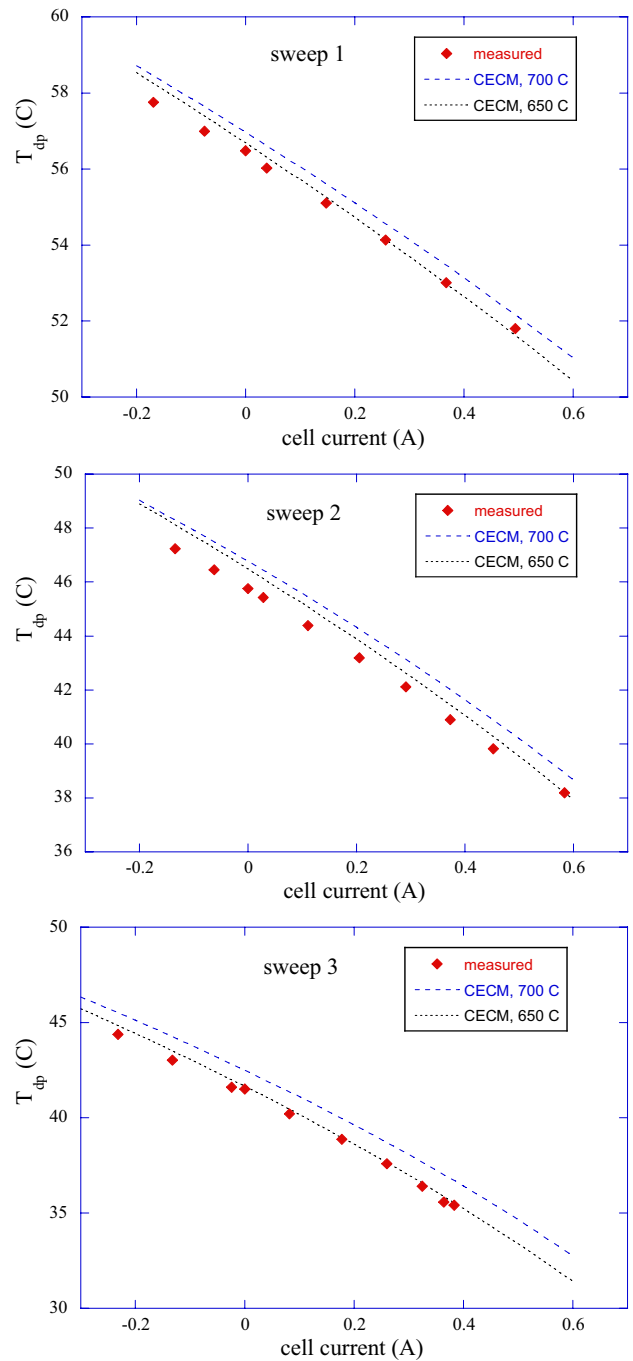 60
58
56
54
52
50
T_dp (C)
sweep 1
measured
CECM, 700 C
CECM, 650 C
-0.2 0 0.2 0.4 0.6
cell current (A)
50
48
46
44
42
40
38
36
T_dp (C)
sweep 2
measured
CECM, 700 C
CECM, 650 C
-0.2 0 0.2 0.4 0.6
cell current (A)
50
45
40
35
30
T_dp (C)
sweep 3
measured
CECM, 700 C
CECM, 650 C
-0.2 0 0.2 0.4 0.6
cell current (A)